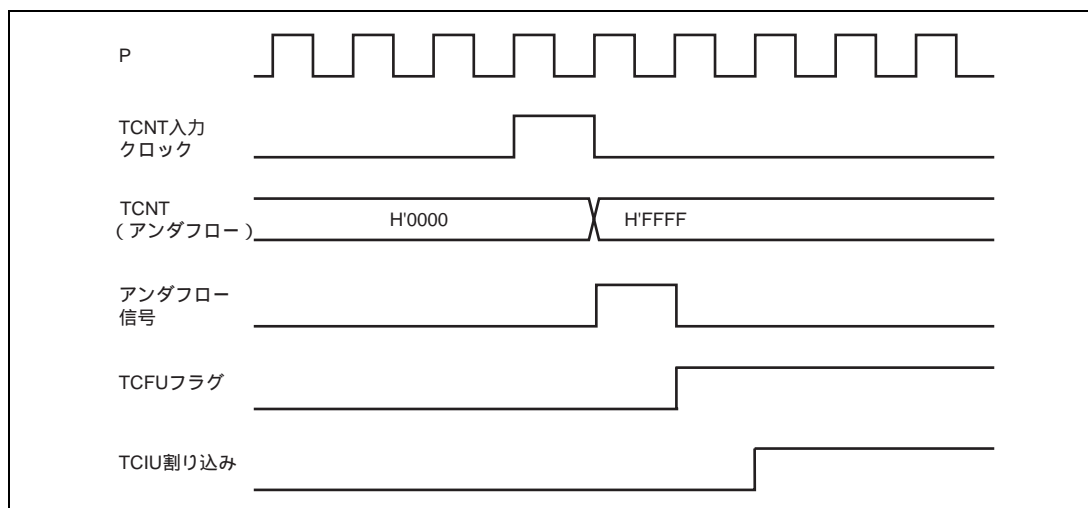 P
TCNT入力
クロック
TCNT
(アンダフロー)
H'0000
H'FFFF
アンダフロー
信号
TCFUフラグ
TCIU割り込み